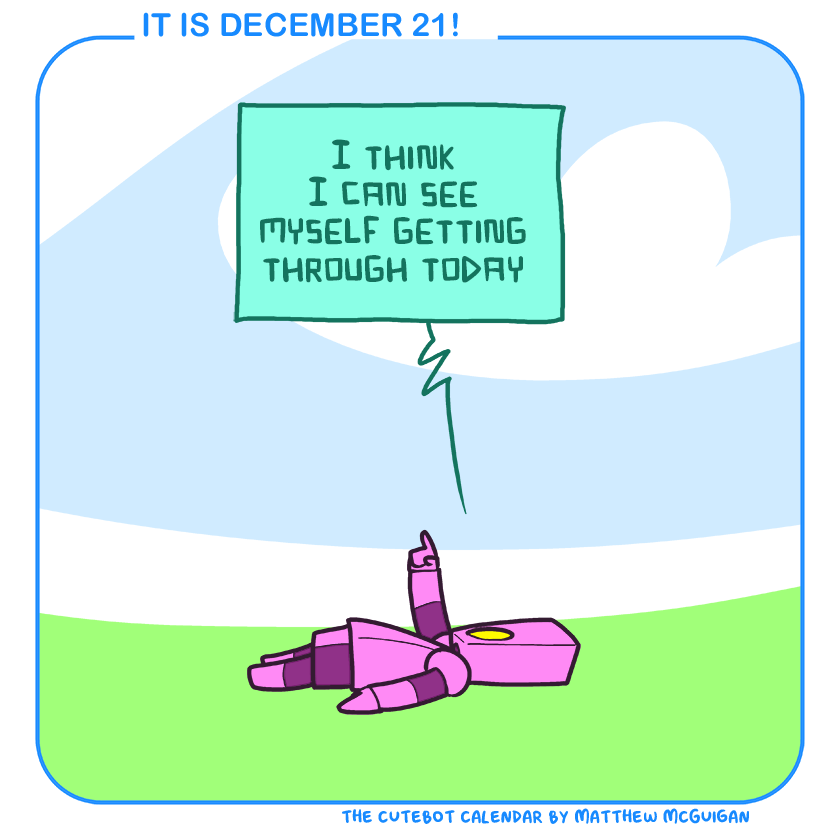 IT IS DECEMBER 21!
I THINK
I CAN SEE
MYSELF GETTING
THROUGH TODAY
THE CUTEBOT CALENDAR BY MATTHEW MCGUIGAN